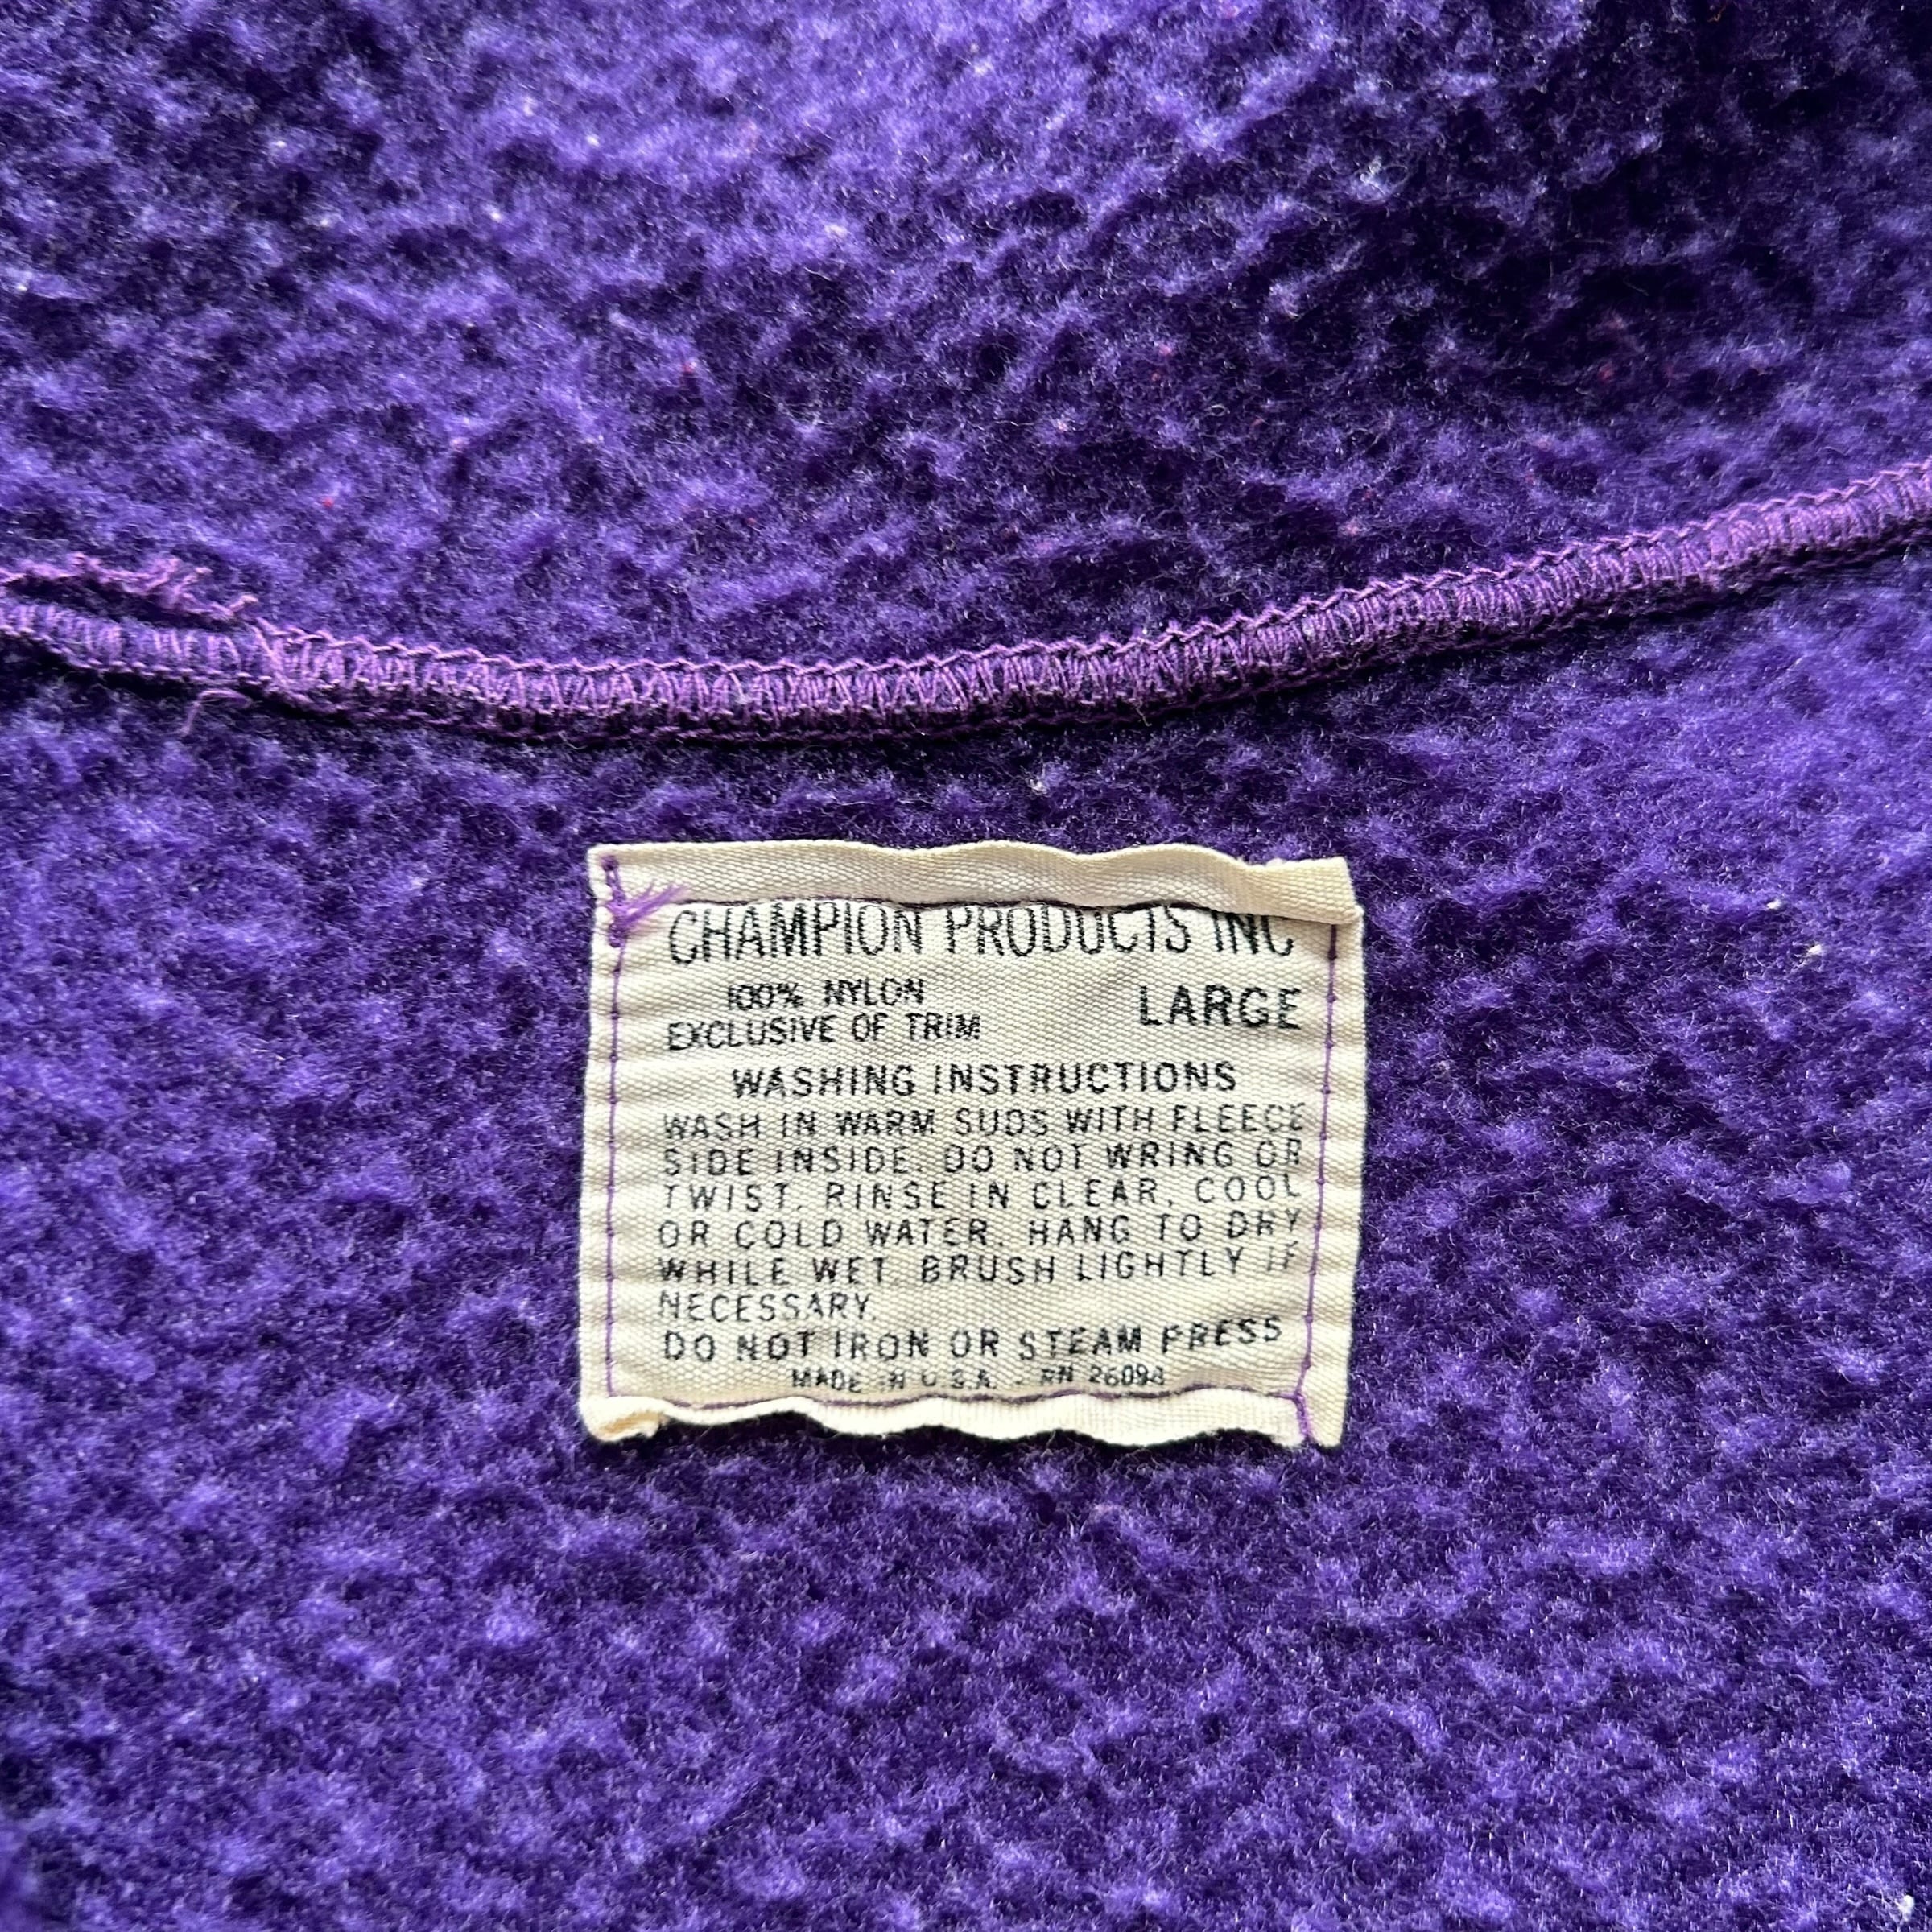 CHAMPION PRODUCTS INC
100% NYLON LARGE
EXCLUSIVE OF TRIM
WASHING INSTRUCTIONS
WASH IN WARM SUDS WITH FLEECE
SIDE INSIDE. DO NOT WRING OR
TWIST. RINSE IN CLEAR, COOL
OR COLD WATER. HANG TO DRY
WHILE WET. BRUSH LIGHTLY IF
NECESSARY.
DO NOT IRON OR STEAM PRESS
MADE IN U.S.A. - RN 26094